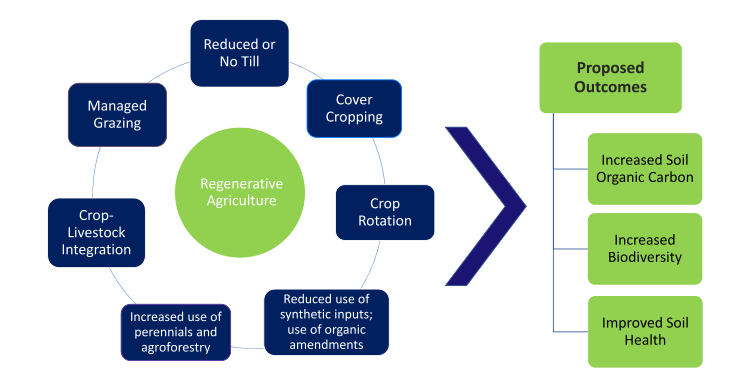 Reduced or
No Till
Cover
Cropping
Crop
Rotation
Reduced use of
synthetic inputs;
use of organic
amendments
Increased use of
perennials and
agroforestry
Crop-
Livestock
Integration
Managed
Grazing
Regenerative
Agriculture
Proposed
Outcomes
Increased Soil
Organic Carbon
Increased
Biodiversity
Improved Soil
Health